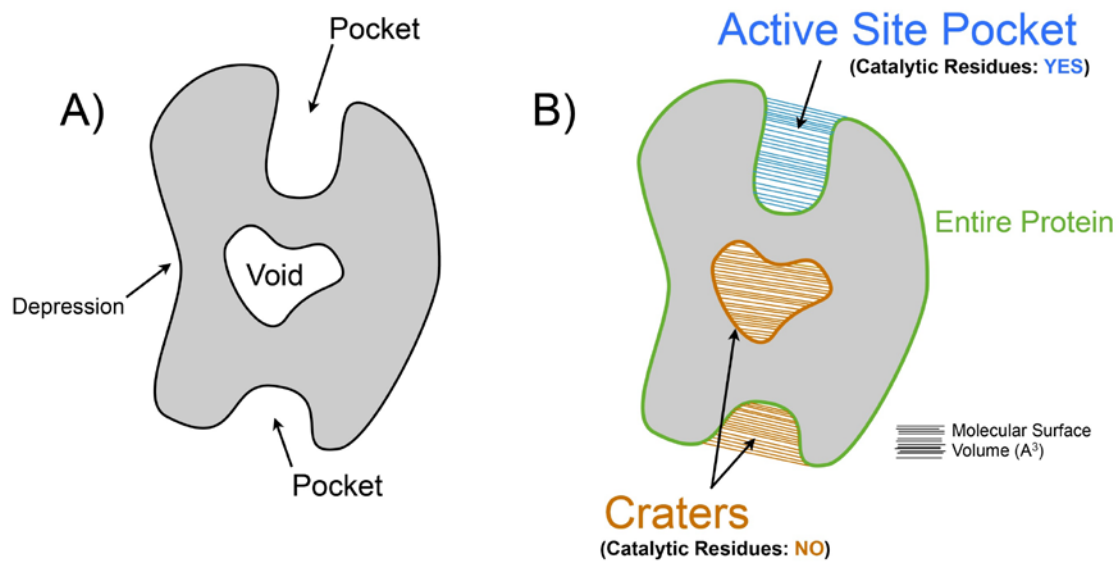 A)
Pocket
Void
Depression
Pocket
B)
Active Site Pocket
(Catalytic Residues: YES)
Entire Protein
Molecular Surface
Volume (A³)
Craters
(Catalytic Residues: NO)